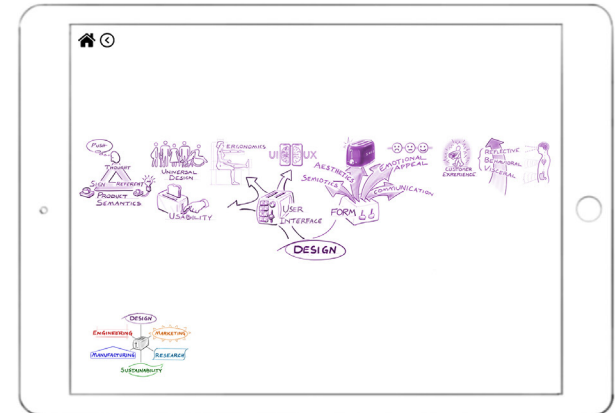 PUSH
THOUGHT
SIGN REFERENT
PRODUCT
SEMANTICS
UNIVERSAL
DESIGN
USABILITY
ERGONOMICS
UI UX
USER
INTERFACE
AESTHETICS
SEMIOTICS
EMOTIONAL
APPEAL
COMMUNICATION
FORM
CUSTOMER
EXPERIENCE
REFLECTIVE
BEHAVIORAL
VISCERAL
DESIGN
DESIGN
ENGINEERING
MARKETING
MANUFACTURING
RESEARCH
SUSTAINABILITY